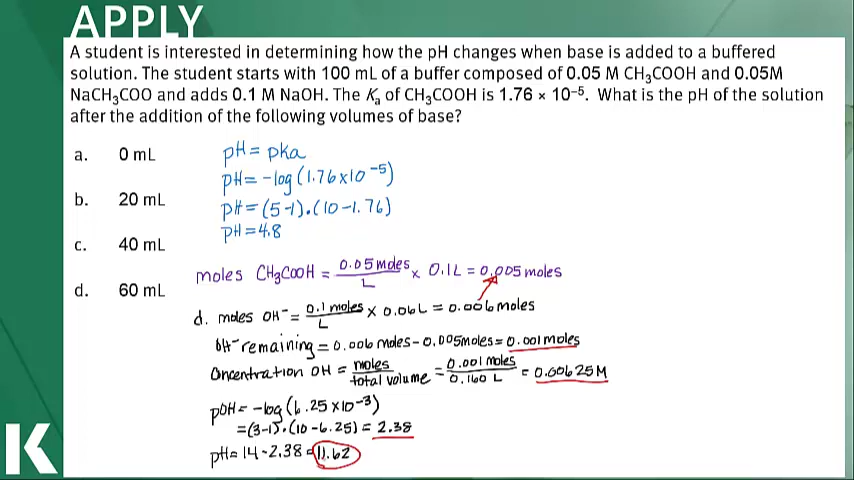 APPLY
A student is interested in determining how the pH changes when base is added to a buffered
solution. The student starts with 100 mL of a buffer composed of 0.05 M CH₃COOH and 0.05M
NaCH₃COO and adds 0.1 M NaOH. The Kₐ of CH₃COOH is 1.76 × 10⁻⁵. What is the pH of the solution
after the addition of the following volumes of base?
a. 0 mL
b. 20 mL
c. 40 mL
d. 60 mL
pH = pka
pH = -log(1.76x10⁻⁵)
pH = (5-1).(10-1.76)
pH = 4.8
moles CH₃COOH = 0.05 moles/L x 0.1L = 0.005 moles
d. moles OH⁻ = 0.1 moles/L x 0.06L = 0.006 moles
OH⁻ remaining = 0.006 moles - 0.005moles = 0.001 moles
Concentration OH = moles/total volume = 0.001 moles/0.160 L = 0.00625M
pOH = -log(6.25x10⁻³)
=(3-1).(10-6.25) = 2.38
pH = 14-2.38 = 11.62
K